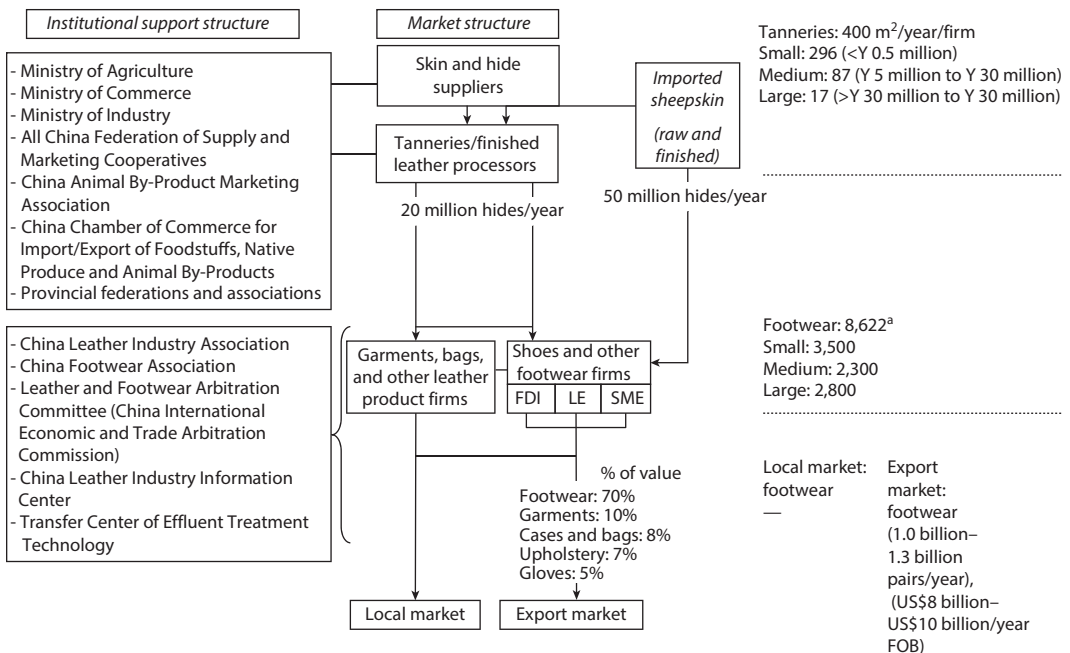 Institutional support structure
Market structure
- Ministry of Agriculture
- Ministry of Commerce
- Ministry of Industry
- All China Federation of Supply and
Marketing Cooperatives
- China Animal By-Product Marketing
Association
- China Chamber of Commerce for
Import/Export of Foodstuffs, Native
Produce and Animal By-Products
- Provincial federations and associations
Skin and hide
suppliers
Tanneries/finished
leather processors
Imported
sheepskin
(raw and
finished)
Tanneries: 400 m²/year/firm
Small: 296 (<Y 0.5 million)
Medium: 87 (Y 5 million to Y 30 million)
Large: 17 (>Y 30 million to Y 30 million)
20 million hides/year
50 million hides/year
- China Leather Industry Association
- China Footwear Association
- Leather and Footwear Arbitration
Committee (China International
Economic and Trade Arbitration
Commission)
- China Leather Industry Information
Center
- Transfer Center of Effluent Treatment
Technology
Garments, bags,
and other leather
product firms
Shoes and other
footwear firms
FDI LE SME
Footwear: 8,622ᵃ
Small: 3,500
Medium: 2,300
Large: 2,800
% of value
Footwear: 70%
Garments: 10%
Cases and bags: 8%
Upholstery: 7%
Gloves: 5%
Local market
Export market
Local market:
footwear
—
Export
market:
footwear
(1.0 billion–
1.3 billion
pairs/year),
(US$8 billion–
US$10 billion/year
FOB)